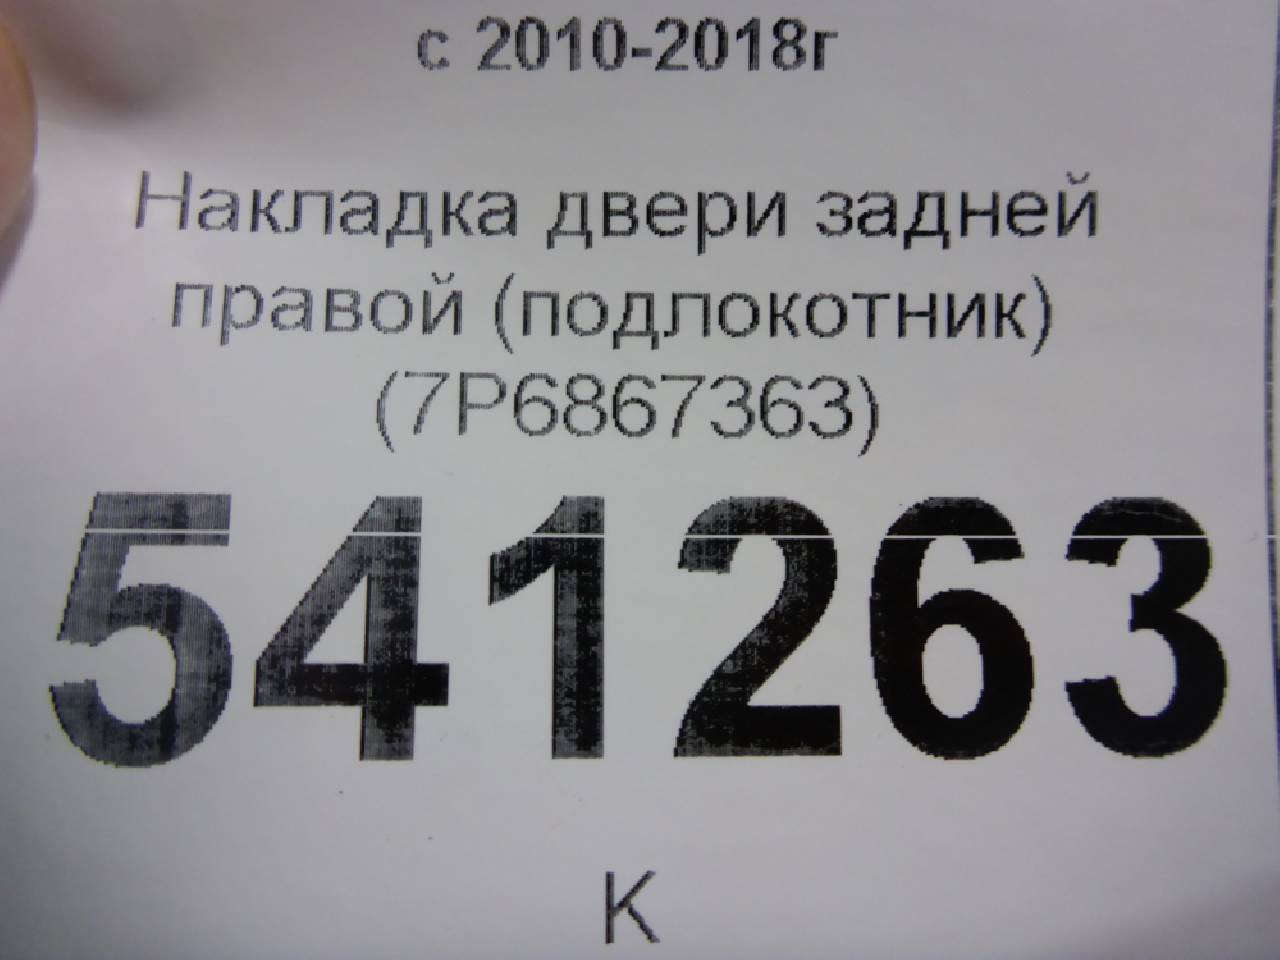 с 2010-2018г
Накладка двери задней
правой (подлокотник)
(7P6867363)
541263
К